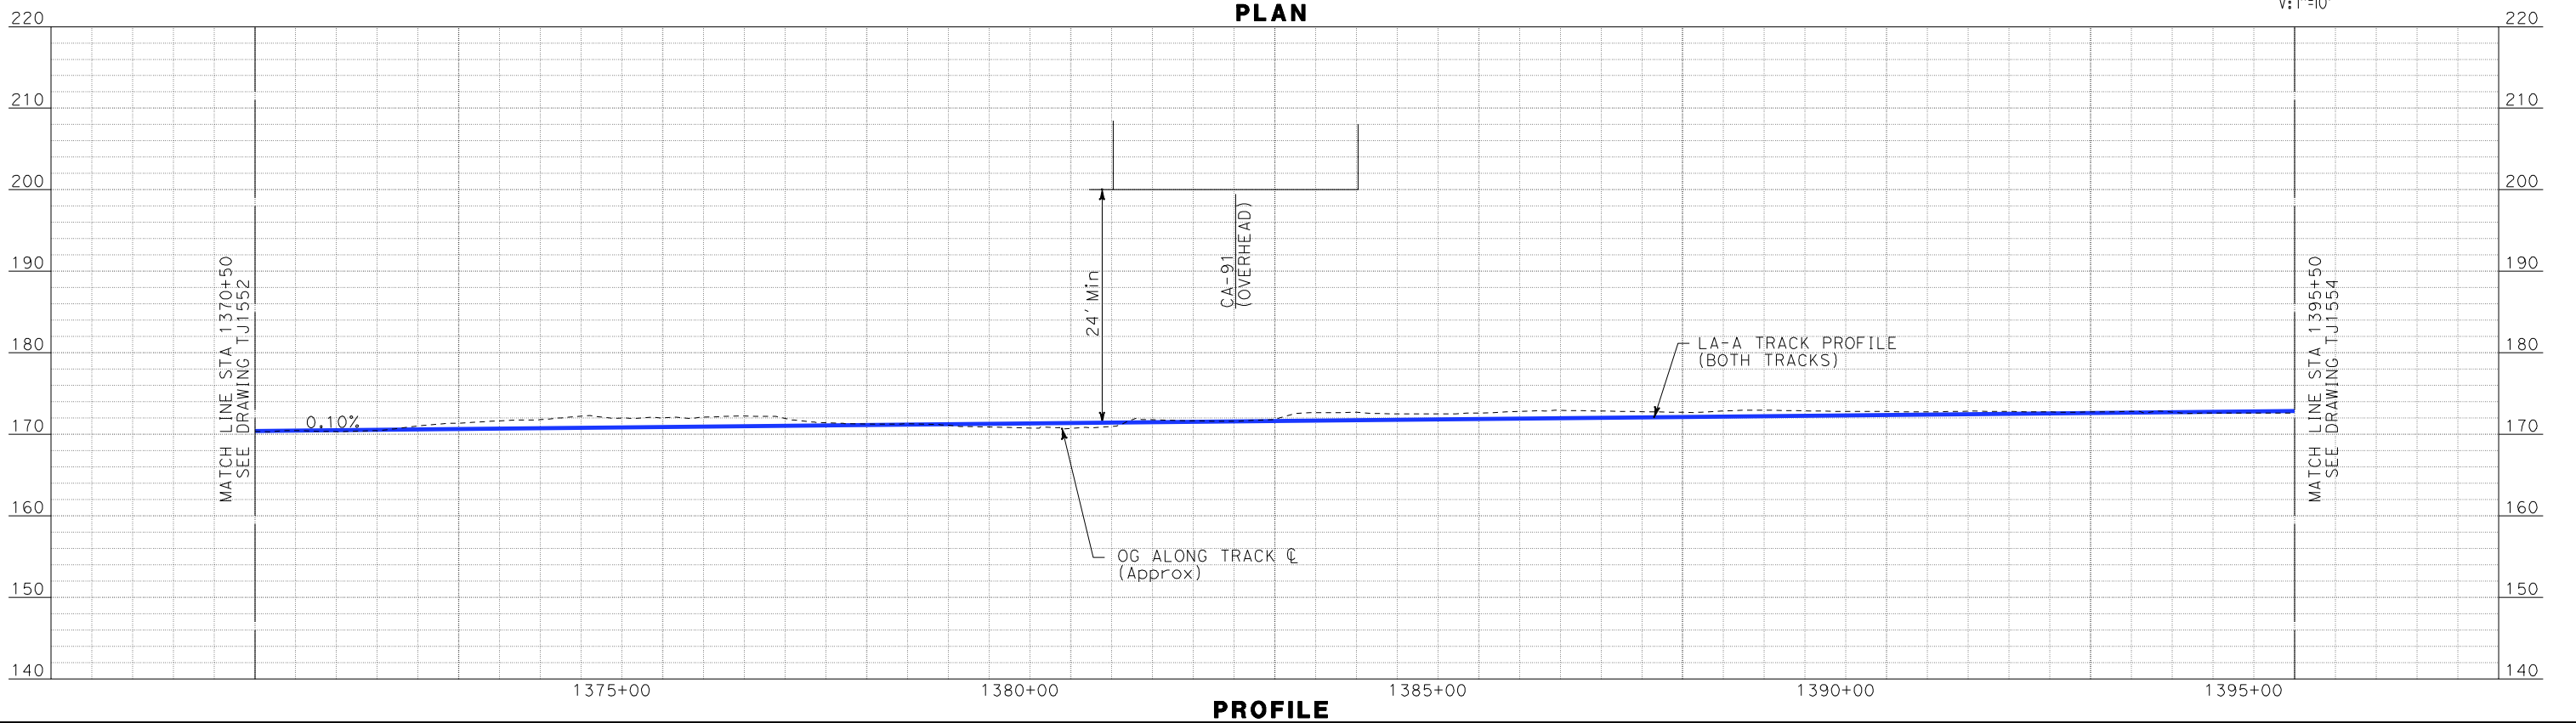 PLAN
V: 1"=10'
220
220
210
210
200
200
190
190
180
180
170
170
160
160
150
150
140
140
MATCH LINE STA 1370+50
SEE DRAWING TJ1552
0.10%
24' Min
CA-91
(OVERHEAD)
LA-A TRACK PROFILE
(BOTH TRACKS)
OG ALONG TRACK ℄
(Approx)
MATCH LINE STA 1395+50
SEE DRAWING TJ1554
1375+00
1380+00
1385+00
1390+00
1395+00
PROFILE